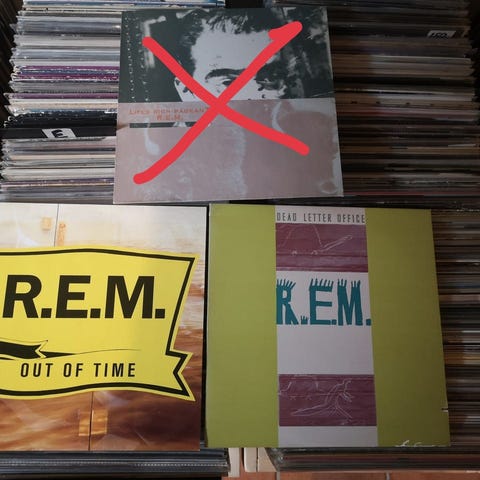 LIFES RICH PAGEANT
R.E.M.
R.E.M.
OUT OF TIME
DEAD LETTER OFFICE
R.E.M.
E